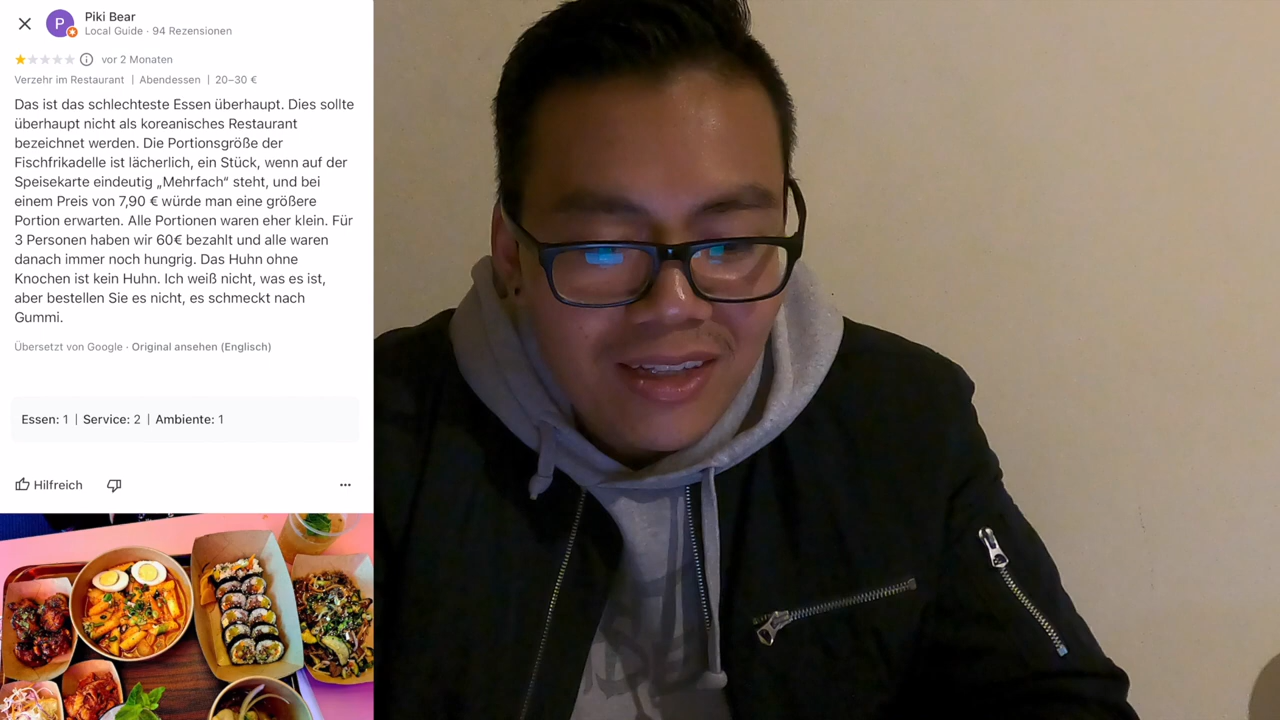 P
Piki Bear
Local Guide · 94 Rezensionen
vor 2 Monaten
Verzehr im Restaurant | Abendessen | 20–30 €
Das ist das schlechteste Essen überhaupt. Dies sollte
überhaupt nicht als koreanisches Restaurant
bezeichnet werden. Die Portionsgröße der
Fischfrikadelle ist lächerlich, ein Stück, wenn auf der
Speisekarte eindeutig „Mehrfach“ steht, und bei
einem Preis von 7,90 € würde man eine größere
Portion erwarten. Alle Portionen waren eher klein. Für
3 Personen haben wir 60€ bezahlt und alle waren
danach immer noch hungrig. Das Huhn ohne
Knochen ist kein Huhn. Ich weiß nicht, was es ist,
aber bestellen Sie es nicht, es schmeckt nach
Gummi.
Übersetzt von Google · Original ansehen (Englisch)
Essen: 1 | Service: 2 | Ambiente: 1
Hilfreich